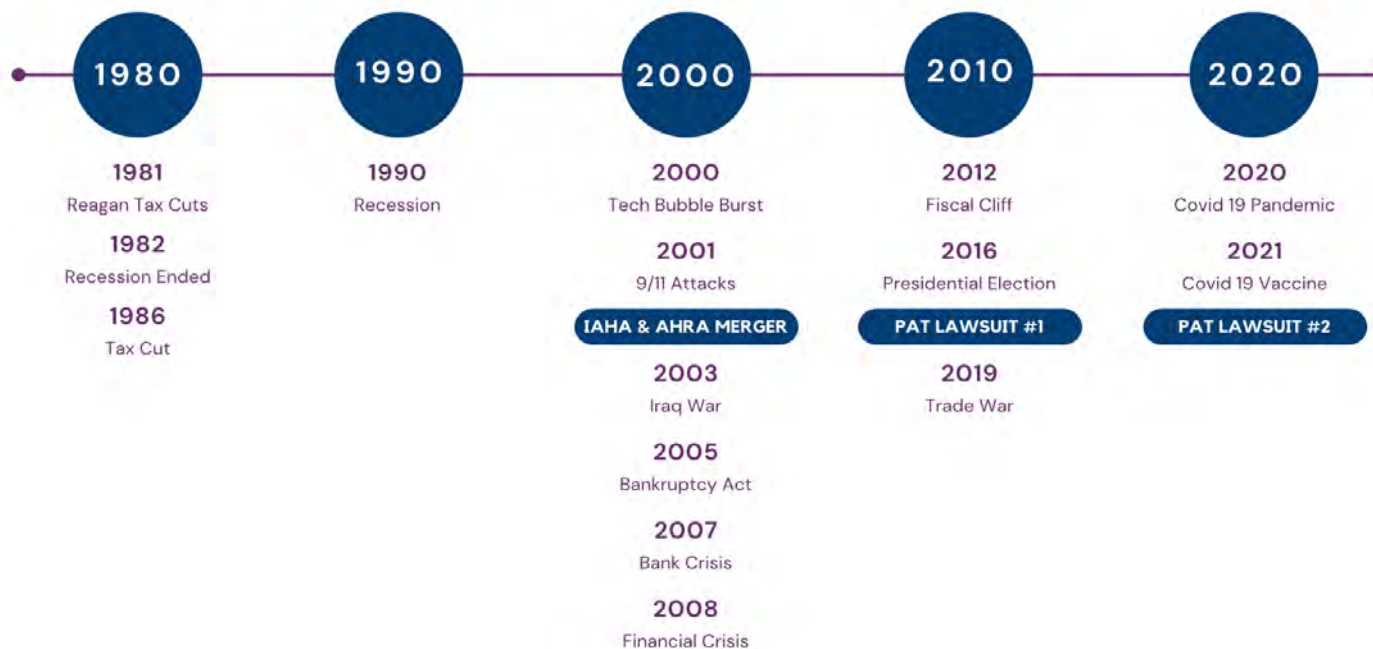 1980
1981
Reagan Tax Cuts
1982
Recession Ended
1986
Tax Cut
1990
1990
Recession
2000
2000
Tech Bubble Burst
2001
9/11 Attacks
IAHA & AHRA MERGER
2003
Iraq War
2005
Bankruptcy Act
2007
Bank Crisis
2008
Financial Crisis
2010
2012
Fiscal Cliff
2016
Presidential Election
PAT LAWSUIT #1
2019
Trade War
2020
2020
Covid 19 Pandemic
2021
Covid 19 Vaccine
PAT LAWSUIT #2